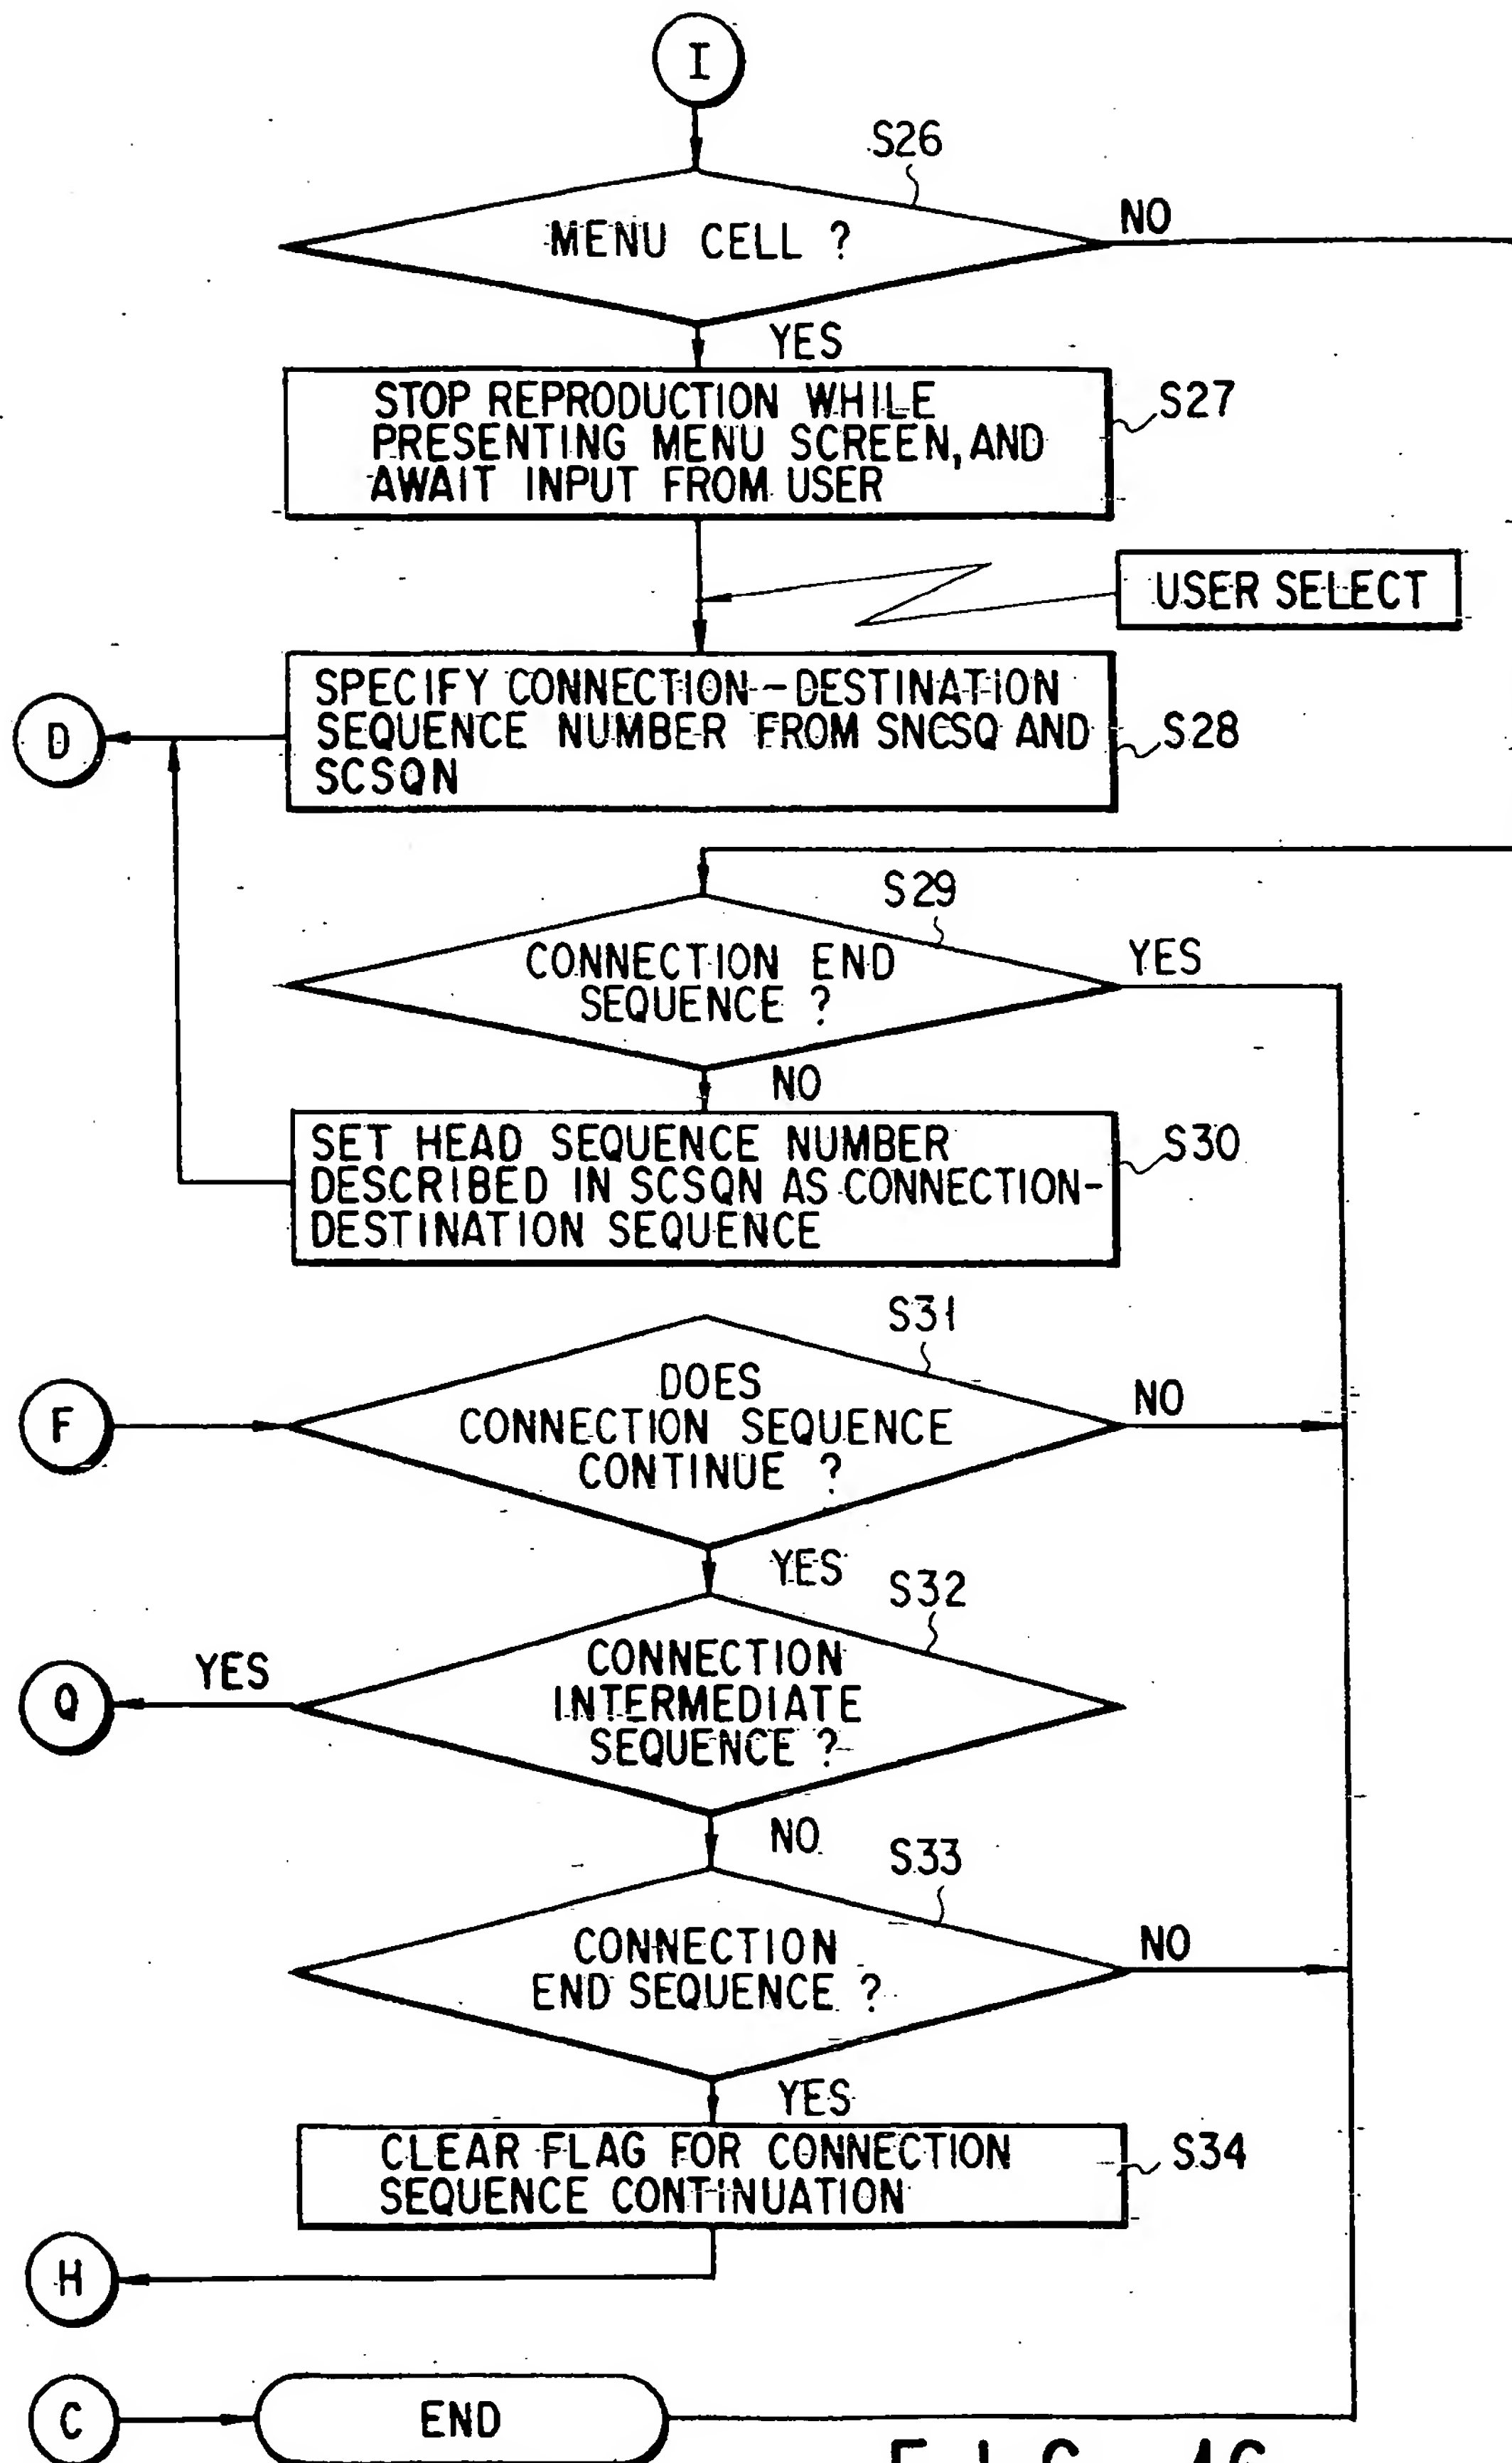 I
S26
MENU CELL ?
NO
YES
STOP REPRODUCTION WHILE
PRESENTING MENU SCREEN, AND
AWAIT INPUT FROM USER
S27
USER SELECT
SPECIFY CONNECTION-DESTINATION
SEQUENCE NUMBER FROM SNCSQ AND
SCSQN
S28
D
S29
CONNECTION END
SEQUENCE ?
YES
NO
SET HEAD SEQUENCE NUMBER
DESCRIBED IN SCSQN AS CONNECTION-
DESTINATION SEQUENCE
S30
S31
F
DOES
CONNECTION SEQUENCE
CONTINUE ?
NO
YES
S32
Q
YES
CONNECTION
INTERMEDIATE
SEQUENCE ?
NO
S33
CONNECTION
END SEQUENCE ?
NO
YES
CLEAR FLAG FOR CONNECTION
SEQUENCE CONTINUATION
S34
H
C
END